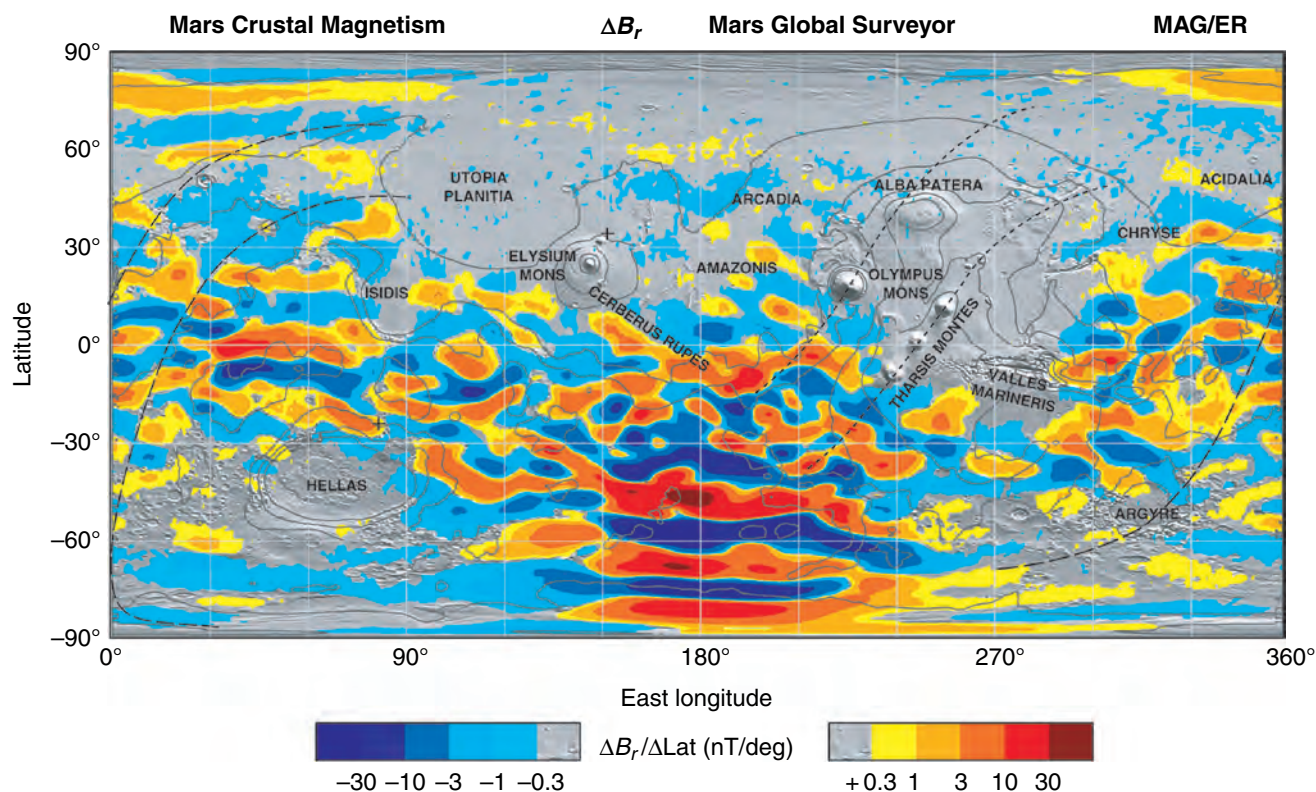 Mars Crustal Magnetism ΔBr Mars Global Surveyor MAG/ER
90°
60°
30°
0°
–30°
–60°
–90°
Latitude
UTOPIA
PLANITIA
ELYSIUM
MONS
ISIDIS
CERBERUS RUPES
ARCADIA
AMAZONIS
ALBA PATERA
OLYMPUS
MONS
THARSIS MONTES
VALLES
MARINERIS
CHRYSE
ACIDALIA
HELLAS
ARGYRE
0° 90° 180° 270° 360°
East longitude
ΔBr/ΔLat (nT/deg)
–30 –10 –3 –1 –0.3
+0.3 1 3 10 30